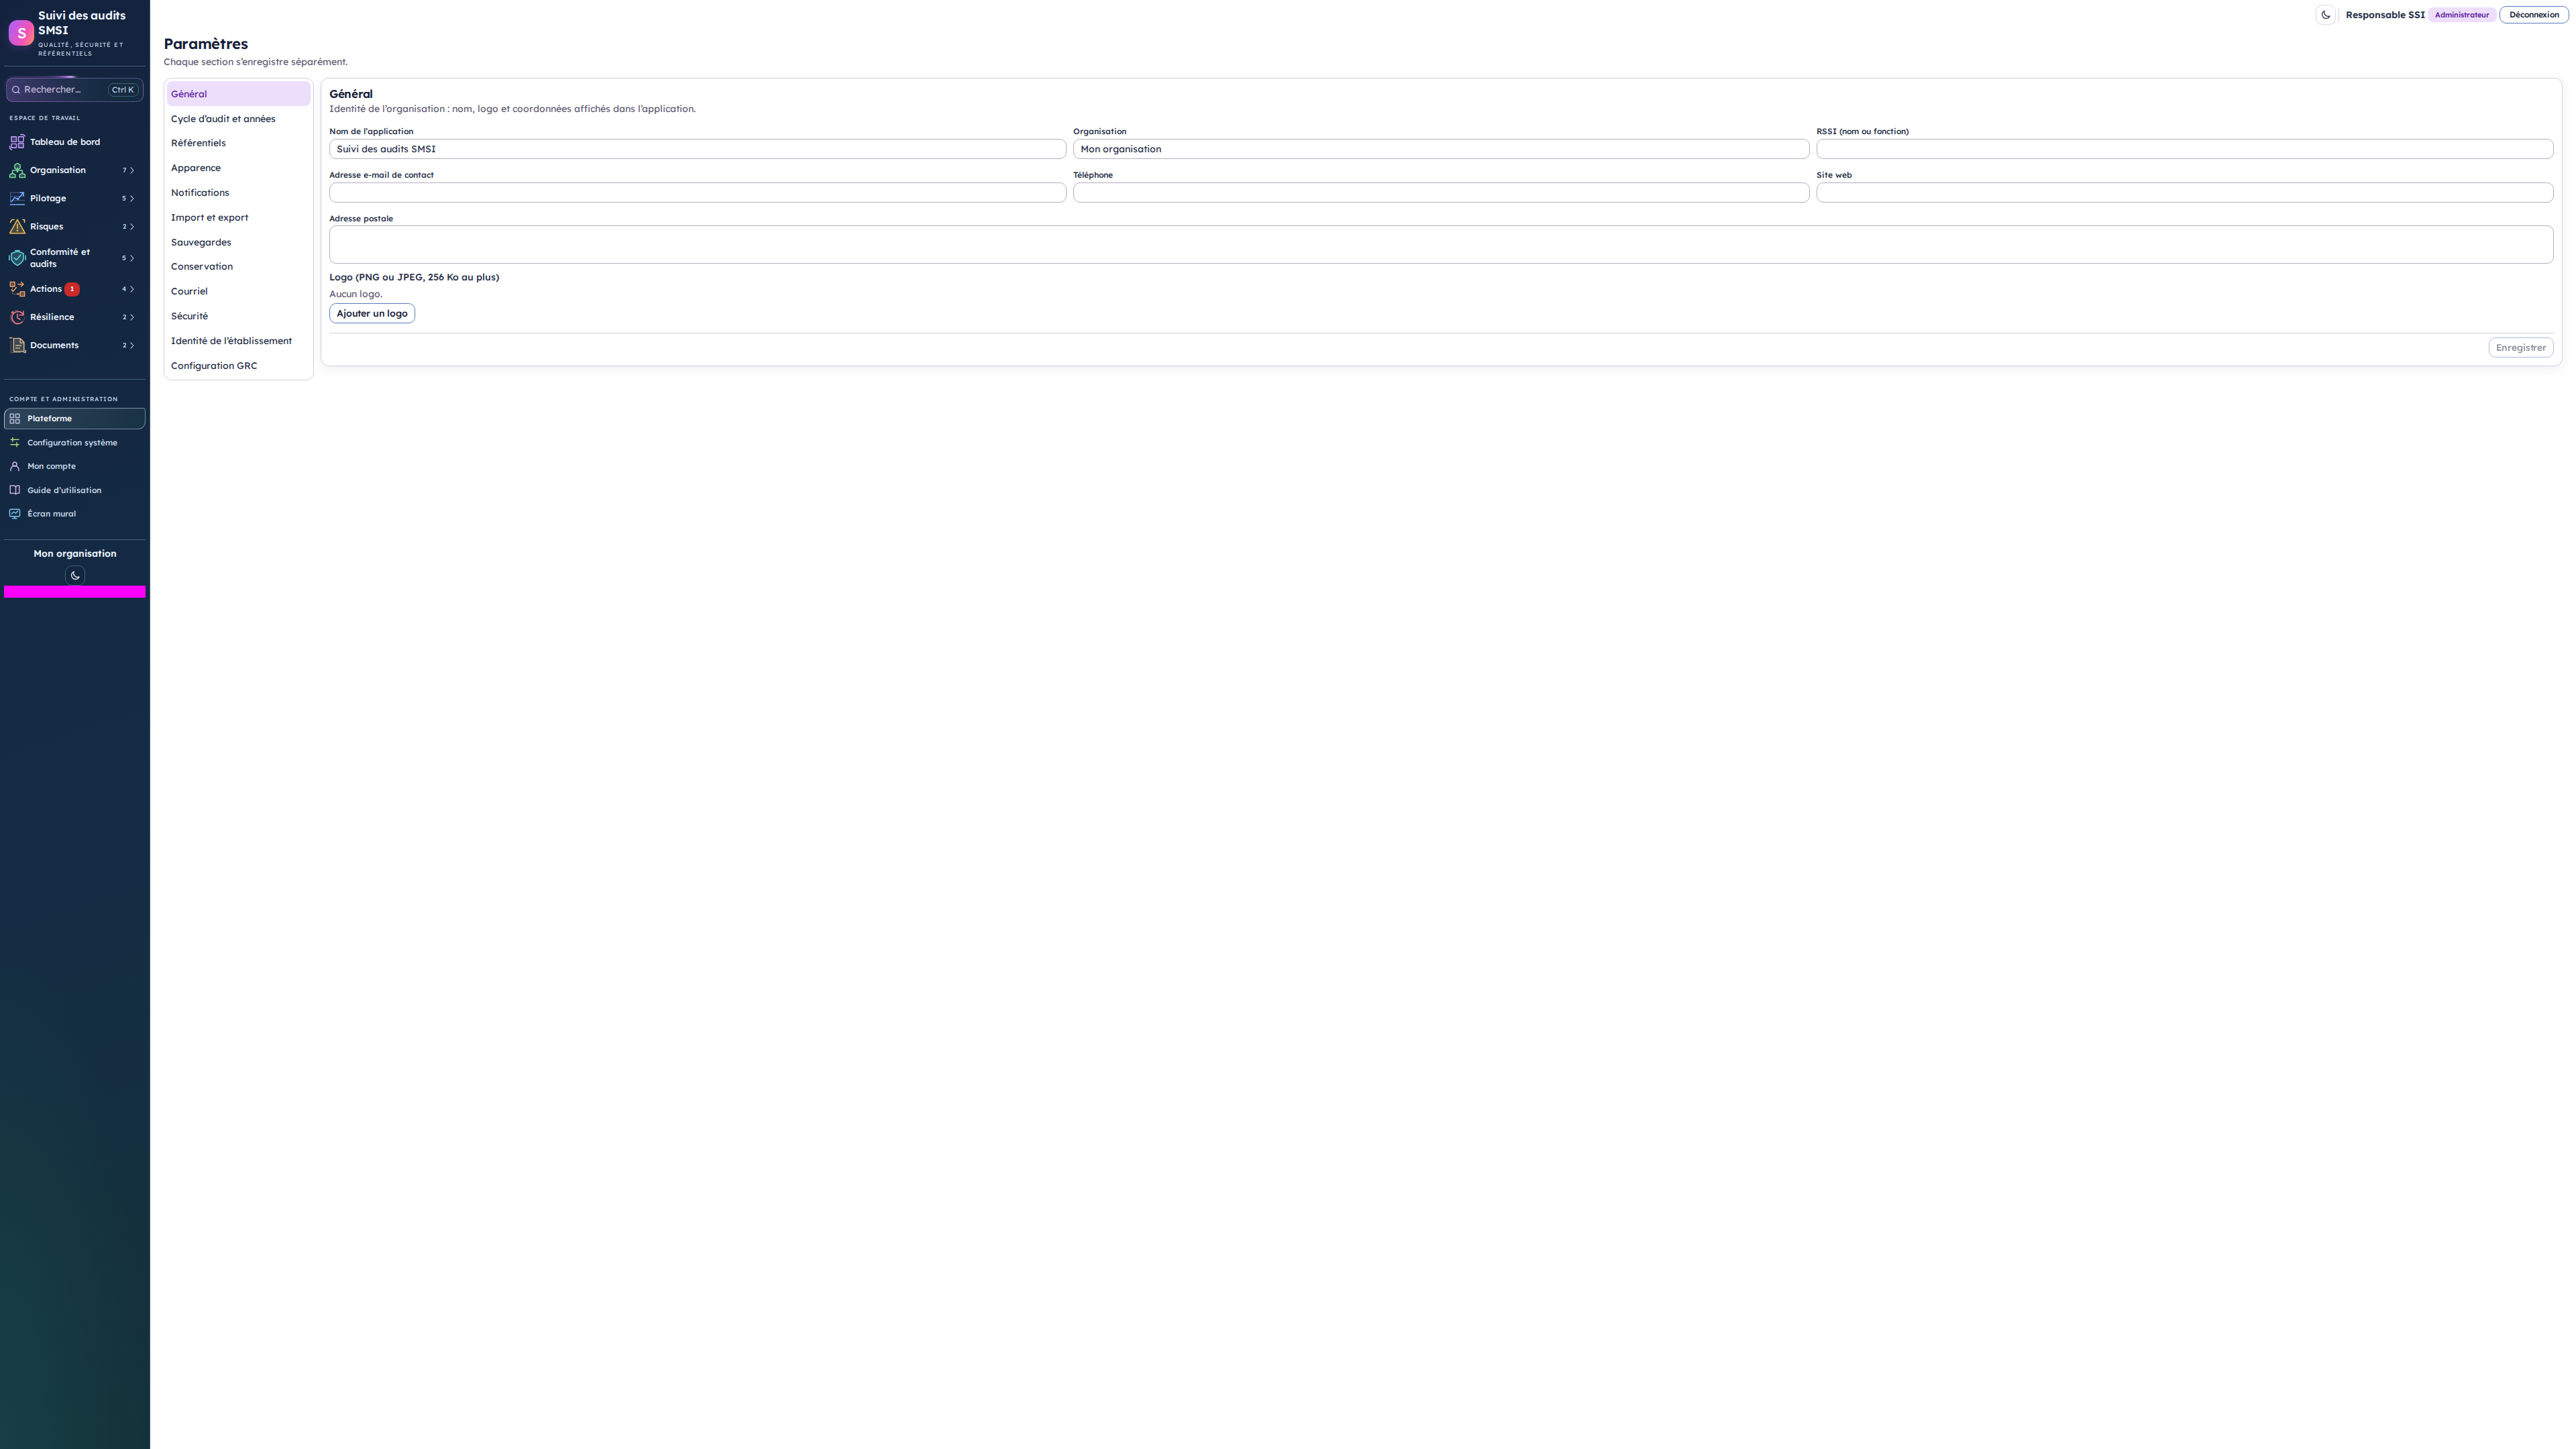 S
Suivi des audits
SMSI
QUALITÉ, SÉCURITÉ ET
RÉFÉRENTIELS
Rechercher...
Ctrl K
ESPACE DE TRAVAIL
Tableau de bord
Organisation 7
Pilotage 5
Risques 2
Conformité et
audits 5
Actions 1 4
Résilience 2
Documents 2
COMPTE ET ADMINISTRATION
Plateforme
Configuration système
Mon compte
Guide d'utilisation
Écran mural
Mon organisation
Responsable SSI Administrateur Déconnexion
Paramètres
Chaque section s'enregistre séparément.
Général
Cycle d'audit et années
Référentiels
Apparence
Notifications
Import et export
Sauvegardes
Conservation
Courriel
Sécurité
Identité de l'établissement
Configuration GRC
Général
Identité de l'organisation : nom, logo et coordonnées affichés dans l'application.
Nom de l'application Organisation RSSI (nom ou fonction)
Suivi des audits SMSI Mon organisation
Adresse e-mail de contact Téléphone Site web
Adresse postale
Logo (PNG ou JPEG, 256 Ko au plus)
Aucun logo.
Ajouter un logo
Enregistrer